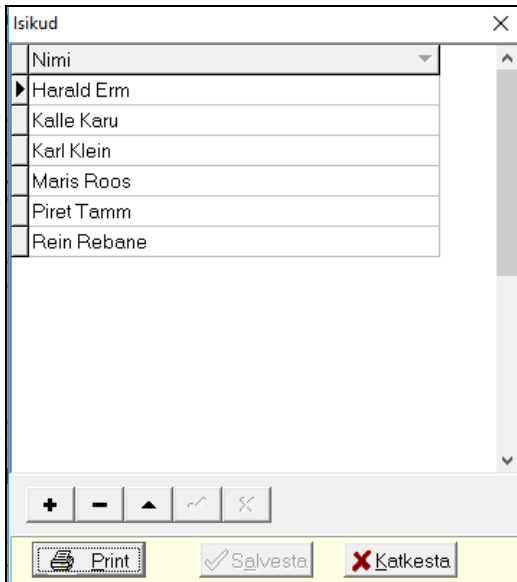 Isikud
Nimi
Harald Erm
Kalle Karu
Karl Klein
Maris Roos
Piret Tamm
Rein Rebane
Print Salvesta Katkesta